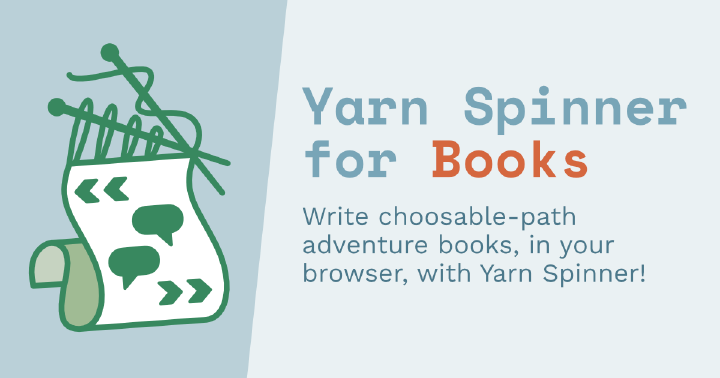 Yarn Spinner
for Books
Write choosable-path
adventure books, in your
browser, with Yarn Spinner!